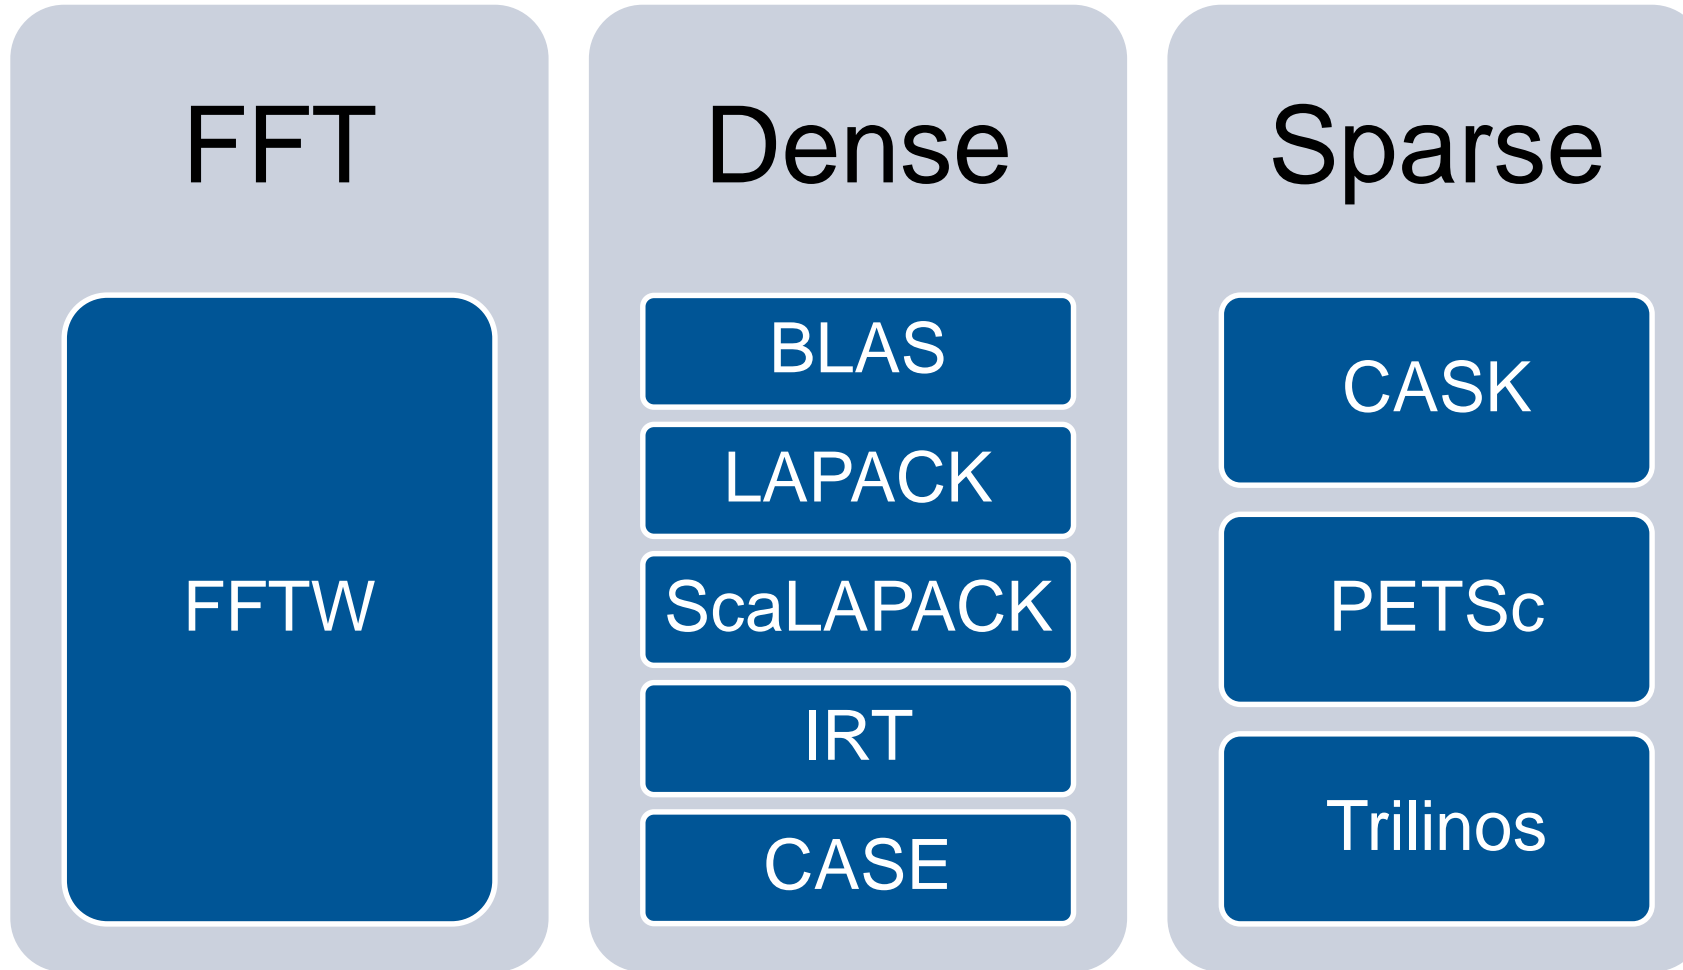 FFT
FFTW
Dense
BLAS
LAPACK
ScaLAPACK
IRT
CASE
Sparse
CASK
PETSc
Trilinos